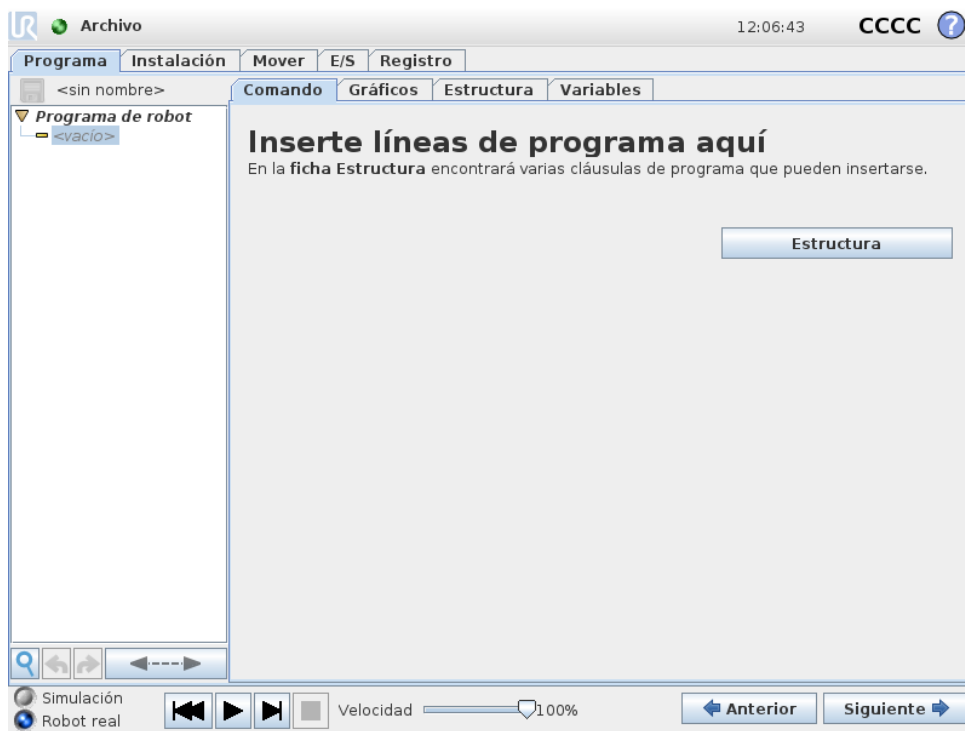 UR Archivo 12:06:43 CCCC ?
Programa Instalación Mover E/S Registro
<sin nombre> Comando Gráficos Estructura Variables
Programa de robot
<vacío>
Inserte líneas de programa aquí
En la ficha Estructura encontrará varias cláusulas de programa que pueden insertarse.
Estructura
Simulación
Robot real
Velocidad 100% Anterior Siguiente